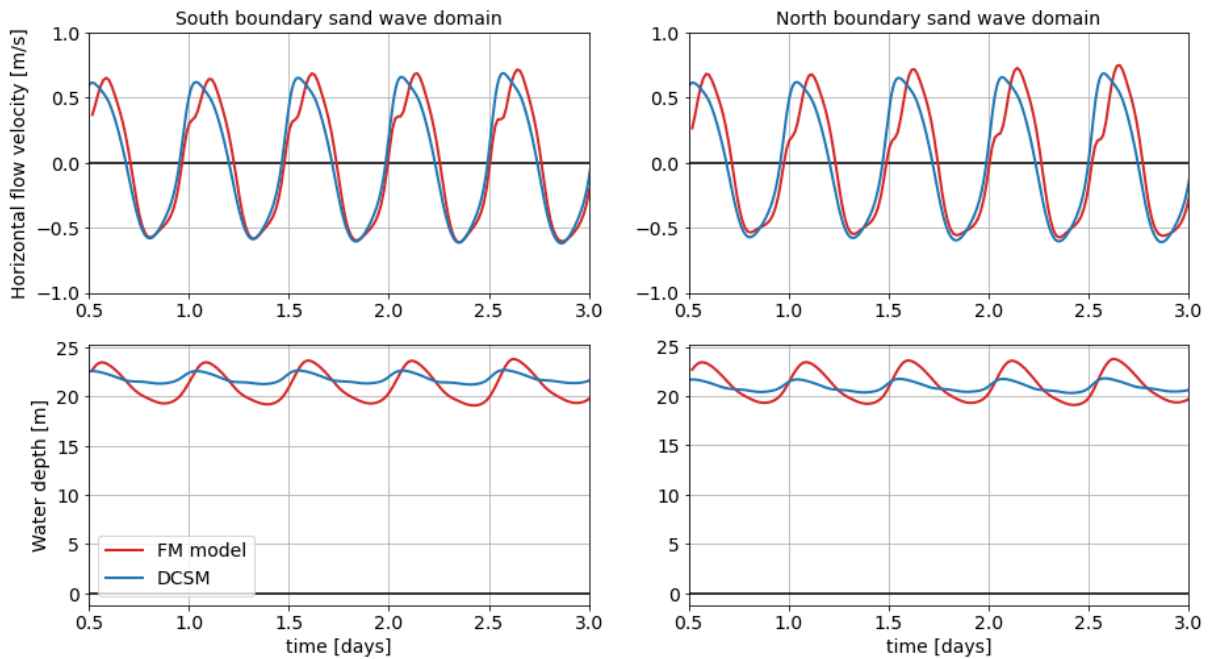 South boundary sand wave domain
North boundary sand wave domain
Horizontal flow velocity [m/s]
1.0
0.5
0.0
−0.5
−1.0
0.5 1.0 1.5 2.0 2.5 3.0
1.0
0.5
0.0
−0.5
−1.0
0.5 1.0 1.5 2.0 2.5 3.0
Water depth [m]
25
20
15
10
5
0
FM model
DCSM
0.5 1.0 1.5 2.0 2.5 3.0
time [days]
25
20
15
10
5
0
0.5 1.0 1.5 2.0 2.5 3.0
time [days]